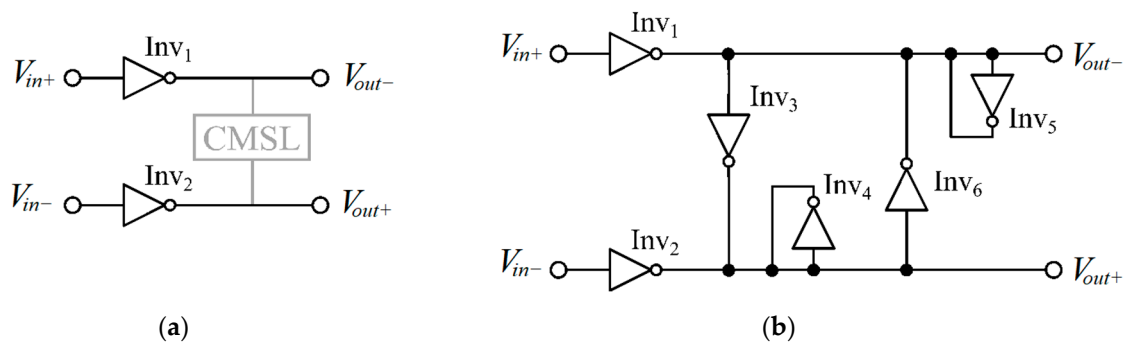 Inv1
Vin+
Vout−
CMSL
Inv2
Vin−
Vout+
(a)
Inv1
Vin+
Vout−
Inv3
Inv5
Inv4
Inv6
Inv2
Vin−
Vout+
(b)